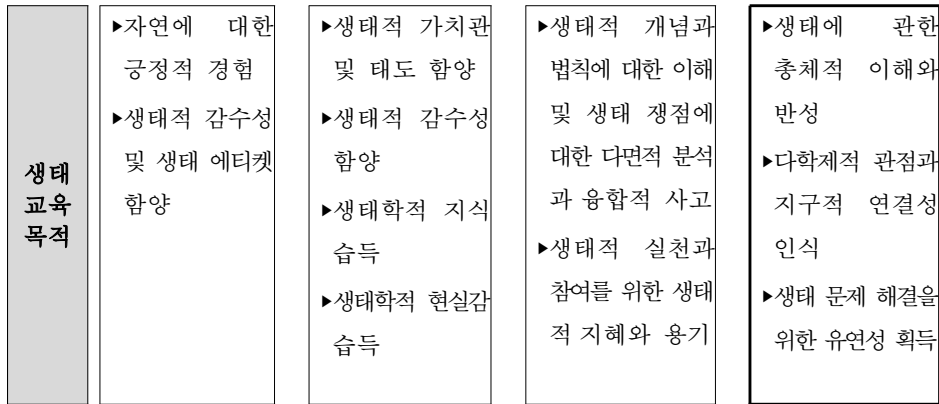 생태
교육
목적
▶자연에 대한
긍정적 경험
▶생태적 감수성
및 생태 에티켓
함양
▶생태적 가치관
및 태도 함양
▶생태적 감수성
함양
▶생태학적 지식
습득
▶생태학적 현실감
습득
▶생태적 개념과
법칙에 대한 이해
및 생태 쟁점에
대한 다면적 분석
과 융합적 사고
▶생태적 실천과
참여를 위한 생태
적 지혜와 용기
▶생태에 관한
총체적 이해와
반성
▶다학제적 관점과
지구적 연결성
인식
▶생태 문제 해결을
위한 유연성 획득